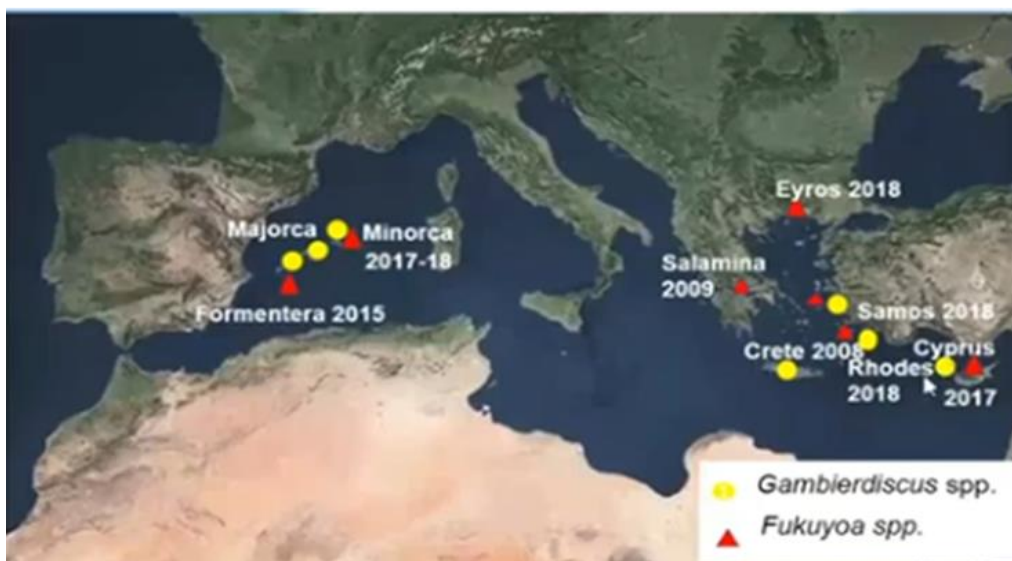 Eyros 2018
Majorca
Minorca
2017-18
Salamina
2009
Formentera 2015
Samos 2018
Crete 2008
Cyprus
Rhodes
2018
2017
Gambierdiscus spp.
Fukuyoa spp.